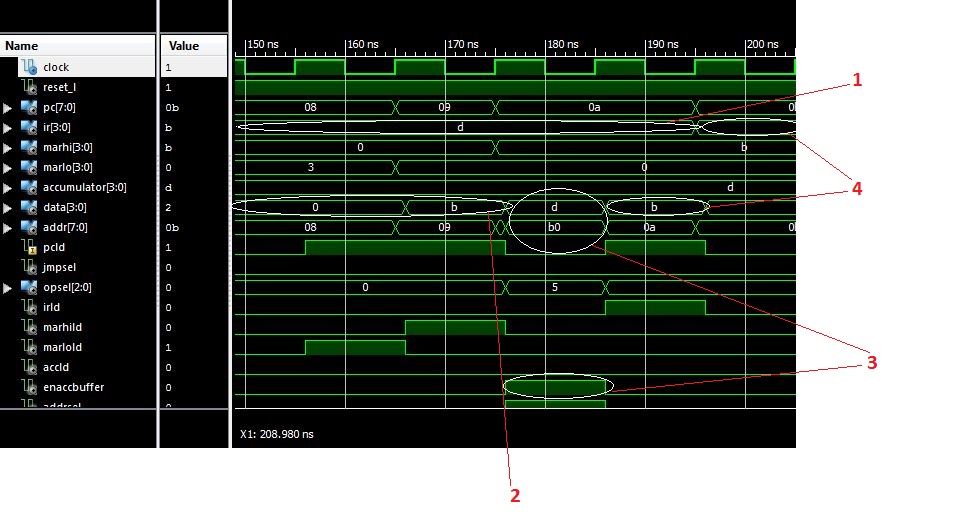 150 ns 160 ns 170 ns 180 ns 190 ns 200 ns
Name Value
clock 1
reset_l 1
pc[7:0] 0b 08 09 0a 0
ir[3:0] b d
marhi[3:0] b 0 b
marlo[3:0] 0 3 0
accumulator[3:0] d d
data[3:0] 2 0 b d b
addr[7:0] 0b 08 09 b0 0a 0
pcld 1
jmpsel 0
opsel[2:0] 0 0 5
irld 0
marhild 0
marlold 1
accld 0
enaccbuffer 0
X1: 208.980 ns
1
4
3
2